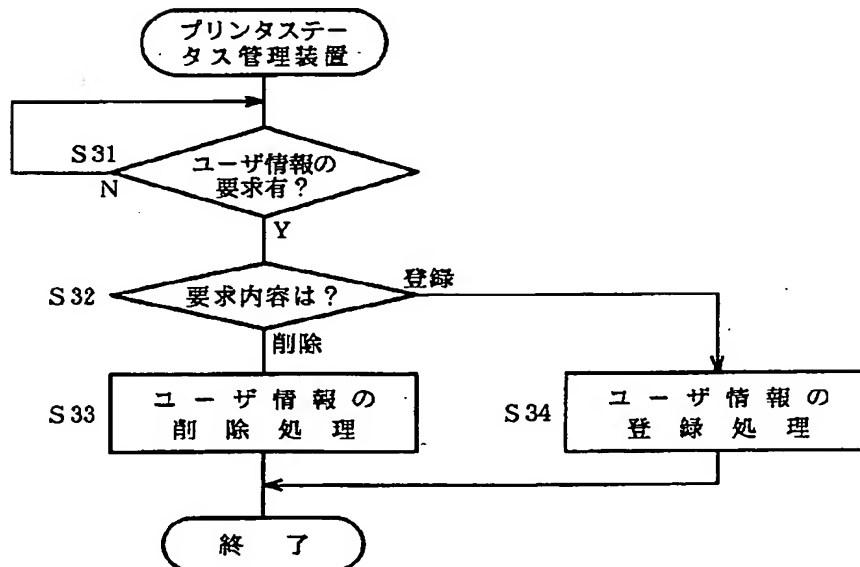 プリンタステー
タス管理装置
S31
ユーザ情報の
要求有?
N
Y
S32
要求内容は?
登録
削除
S33
ユーザ情報の
削除処理
S34
ユーザ情報の
登録処理
終了